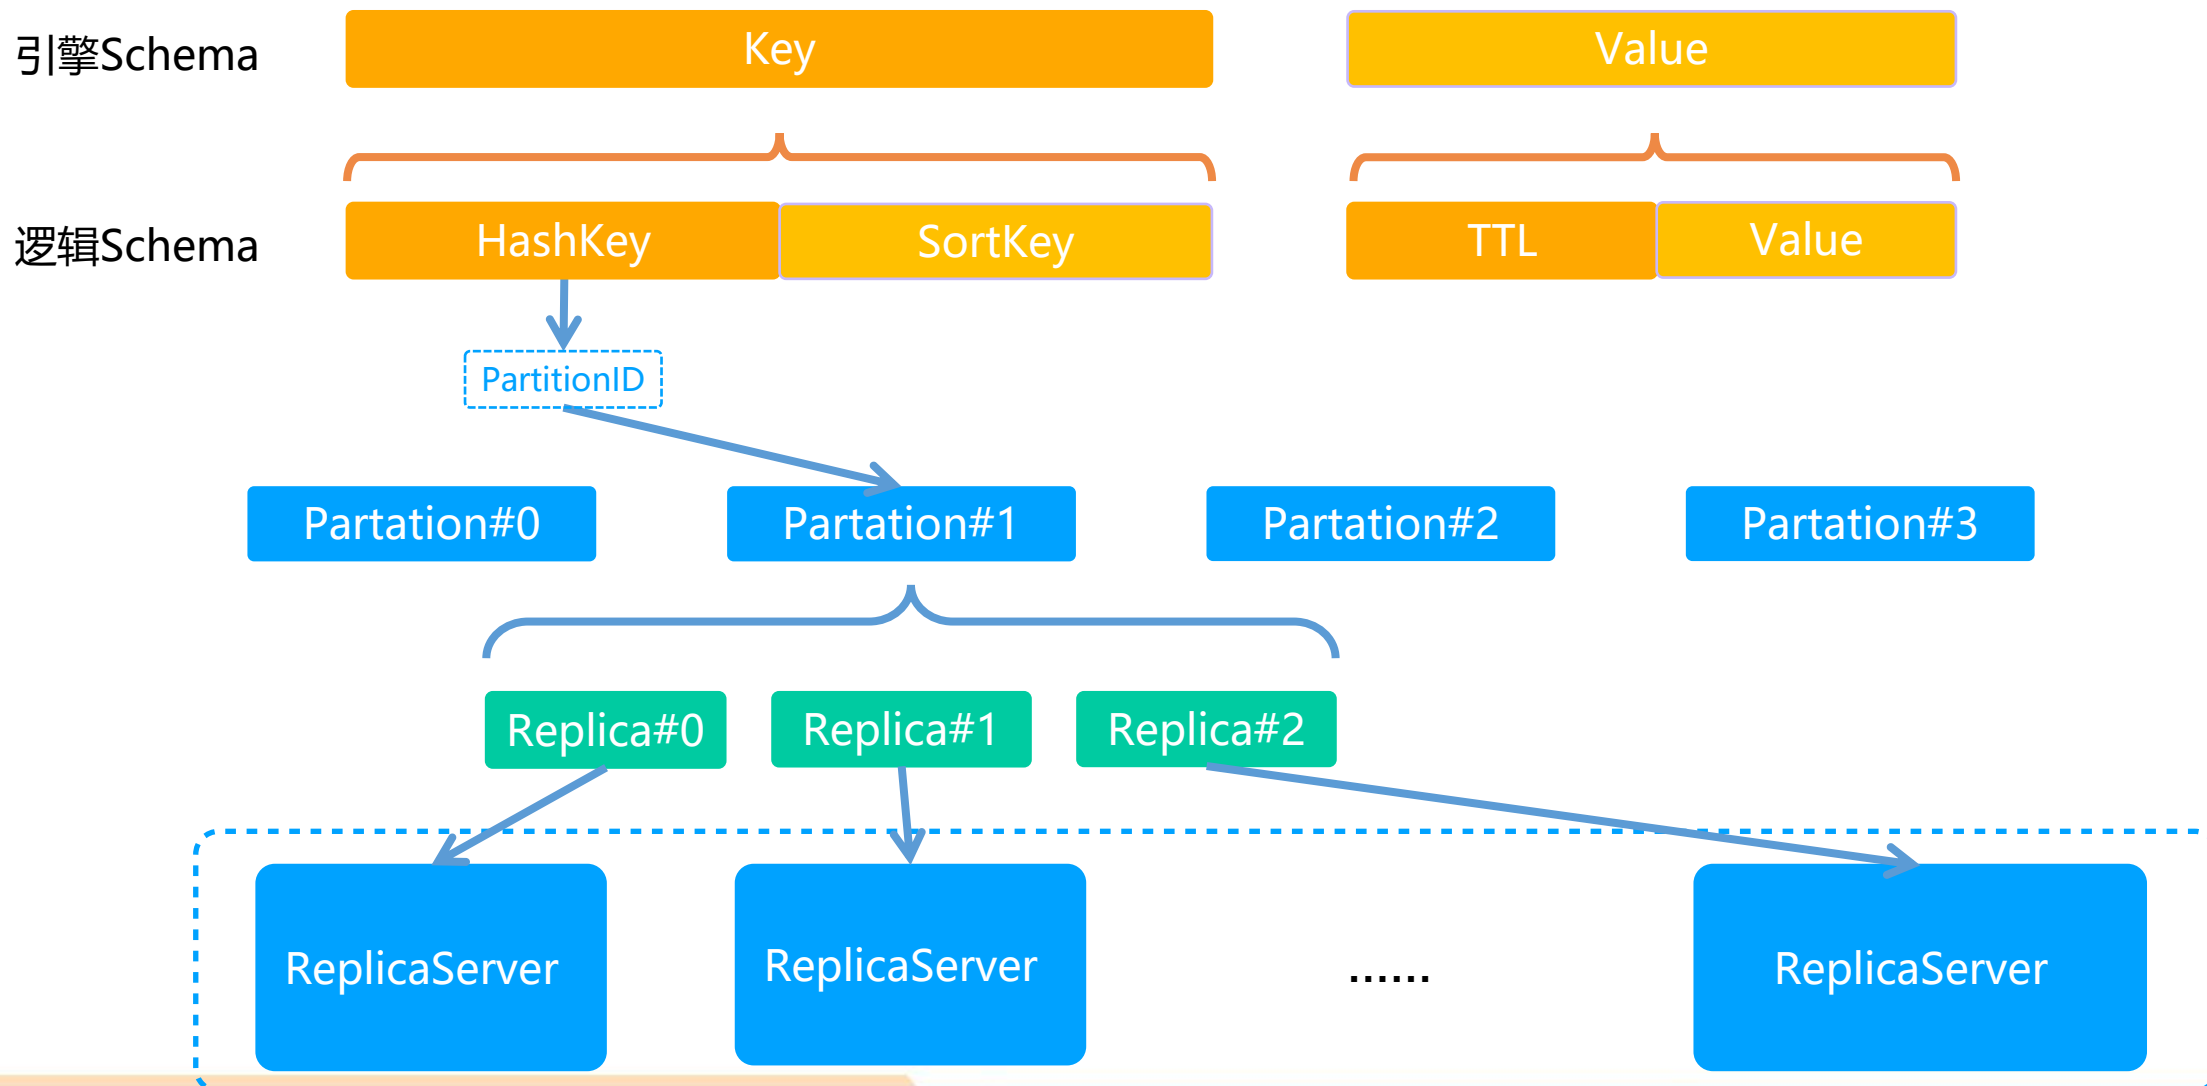 引擎Schema
Key
Value
逻辑Schema
HashKey
SortKey
TTL
Value
PartitionID
Partation#0
Partation#1
Partation#2
Partation#3
Replica#0
Replica#1
Replica#2
ReplicaServer
ReplicaServer
......
ReplicaServer